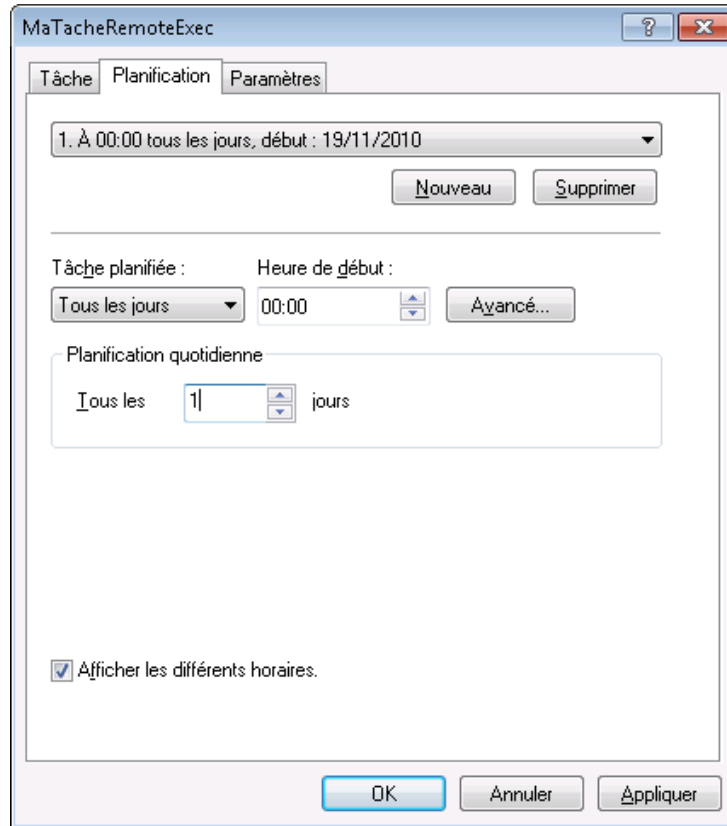 MaTacheRemoteExec
Tâche Planification Paramètres
1. À 00:00 tous les jours, début : 19/11/2010
Nouveau Supprimer
Tâche planifiée : Heure de début :
Tous les jours 00:00 Avancé...
Planification quotidienne
Tous les 1 jours
Afficher les différents horaires.
OK Annuler Appliquer